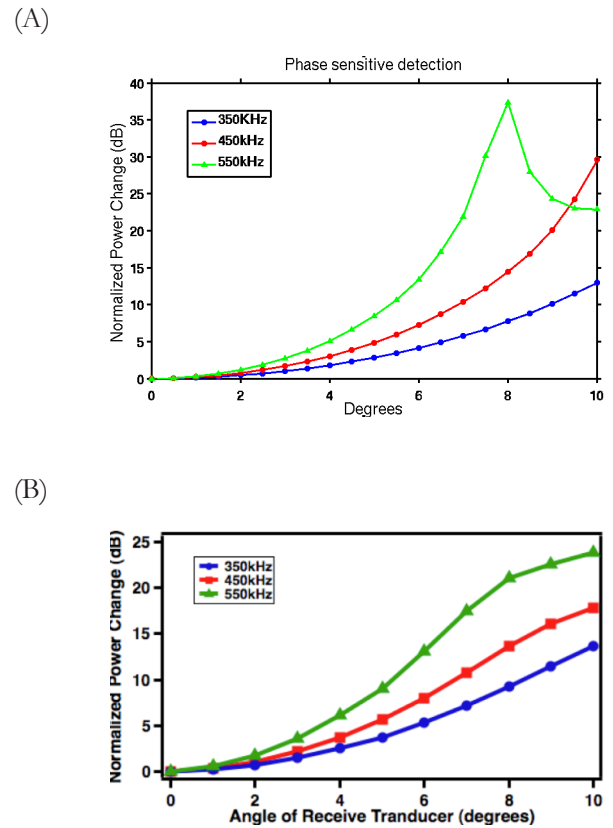 (A)
Phase sensitive detection
40
35
30
25
20
15
10
5
0
Normalized Power Change (dB)
350KHz
450kHz
550kHz
0 2 4 6 8 10
Degrees
(B)
25
20
15
10
5
0
Normalized Power Change (dB)
350kHz
450kHz
550kHz
0 2 4 6 8 10
Angle of Receive Tranducer (degrees)